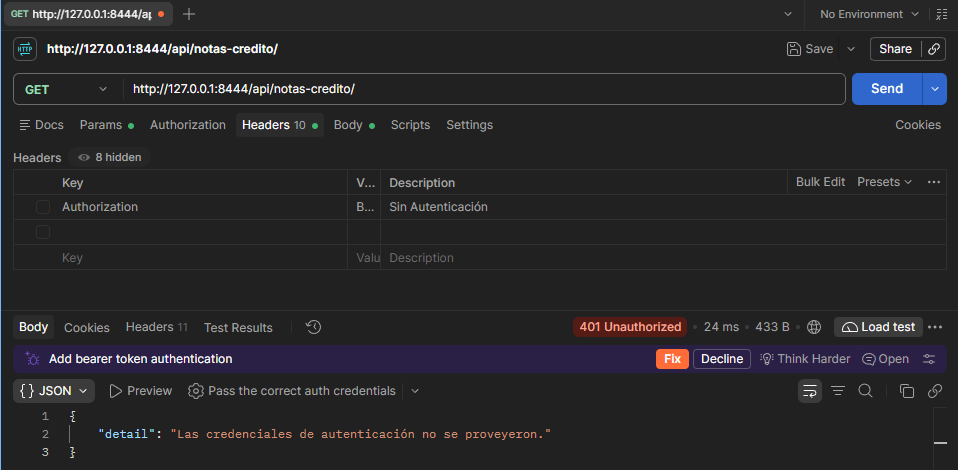 GET http://127.0.0.1:8444/ap
No Environment
HTTP http://127.0.0.1:8444/api/notas-credito/ Save Share
GET http://127.0.0.1:8444/api/notas-credito/ Send
Docs Params Authorization Headers 10 Body Scripts Settings Cookies
Headers 8 hidden
Key V... Description Bulk Edit Presets ...
Authorization B... Sin Autenticación
Key Valu Description
Body Cookies Headers 11 Test Results 401 Unauthorized • 24 ms • 433 B • Load test ...
Add bearer token authentication Fix Decline Think Harder Open
{} JSON Preview Pass the correct auth credentials
1 {
2 "detail": "Las credenciales de autenticación no se proveyeron."
3 }